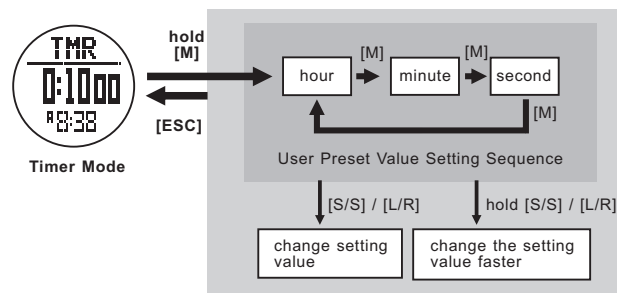 TMR
0:1000
A 8:38
Timer Mode
hold
[M]
[ESC]
hour
[M]
minute
[M]
second
[M]
User Preset Value Setting Sequence
[S/S] / [L/R]
hold [S/S] / [L/R]
change setting
value
change the setting
value faster